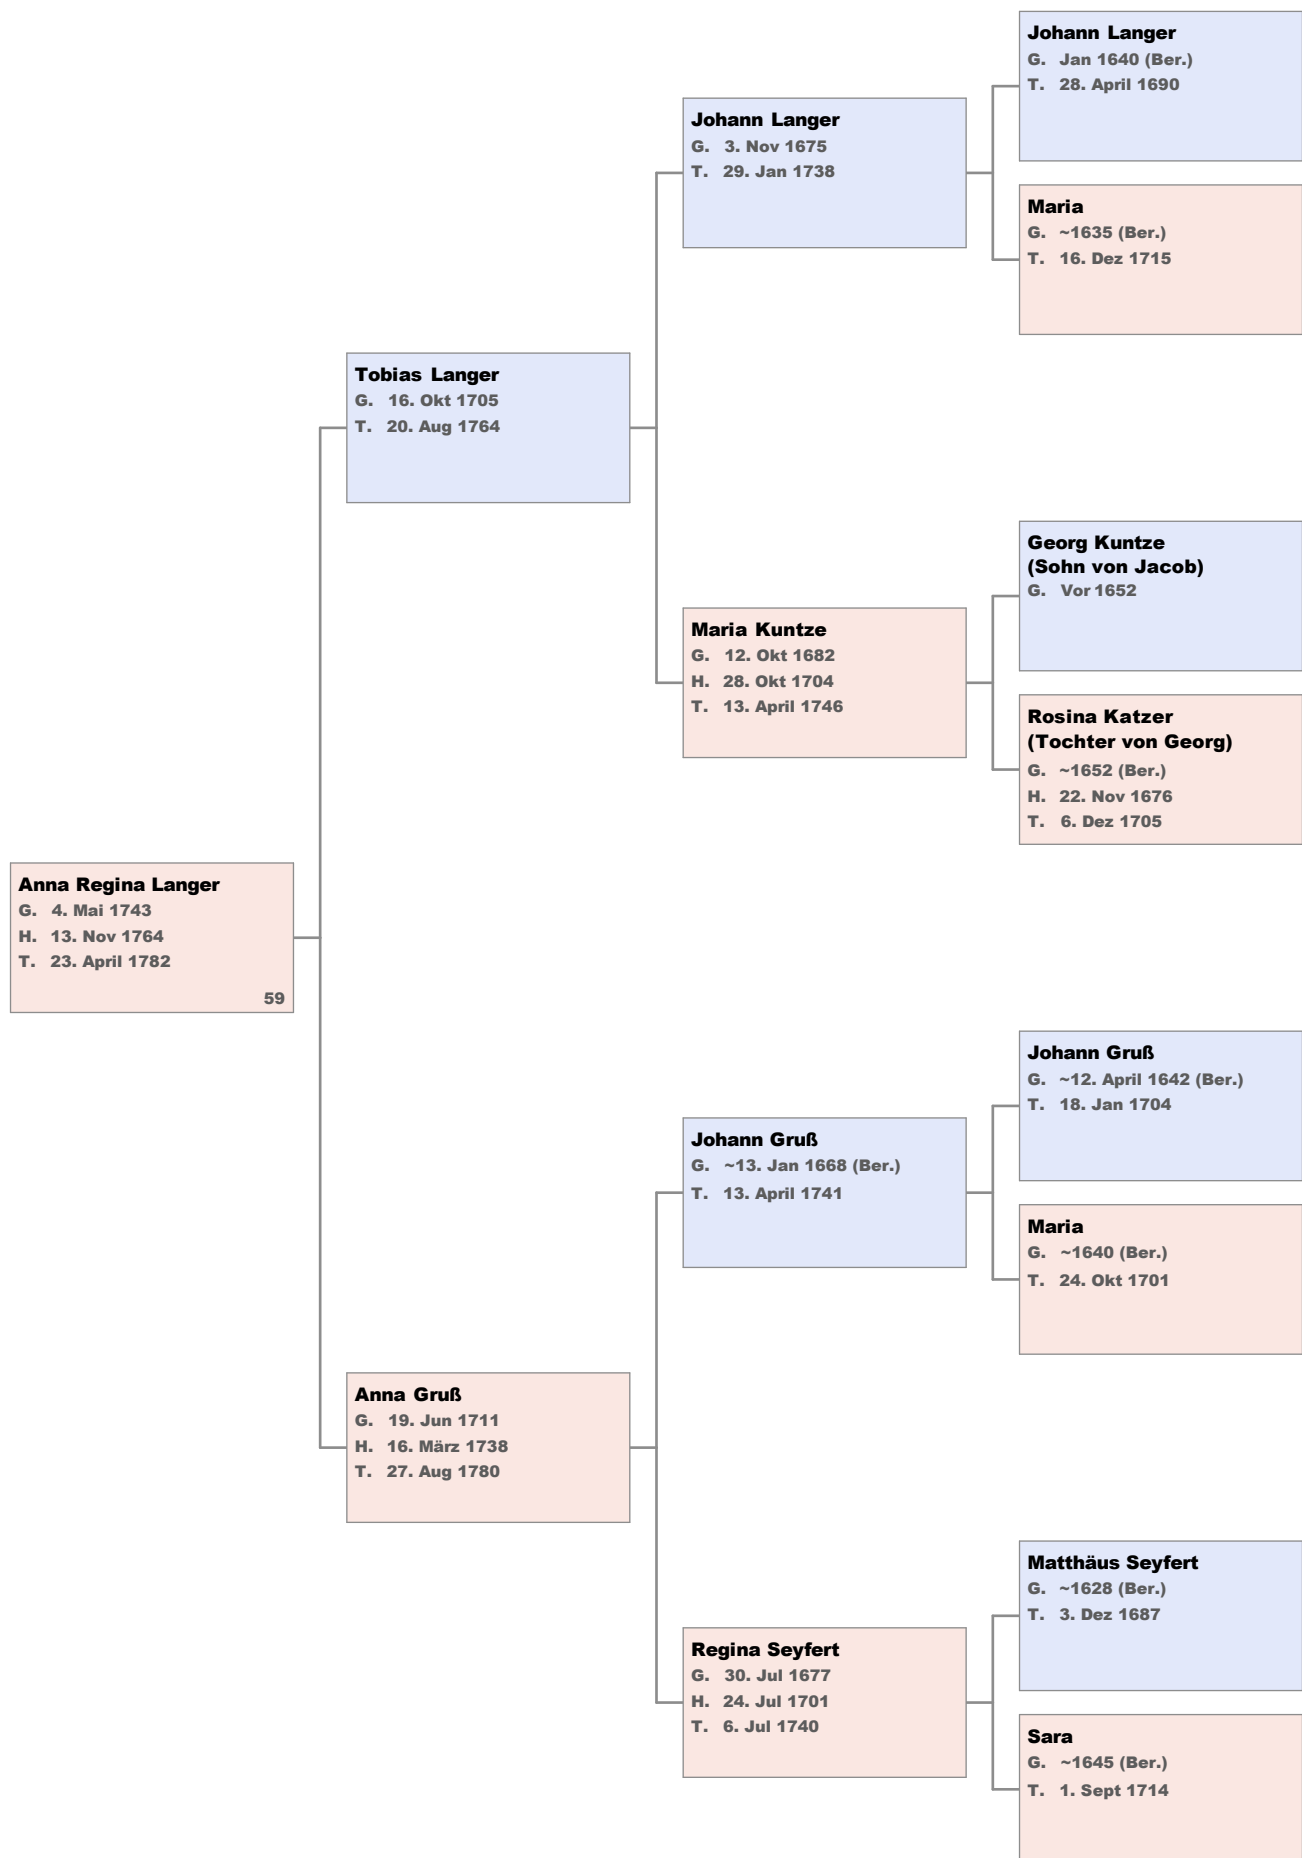 Johann Langer
G. Jan 1640 (Ber.)
T. 28. April 1690
Johann Langer
G. 3. Nov 1675
T. 29. Jan 1738
Maria
G. ~1635 (Ber.)
T. 16. Dez 1715
Tobias Langer
G. 16. Okt 1705
T. 20. Aug 1764
Georg Kuntze
(Sohn von Jacob)
G. Vor 1652
Maria Kuntze
G. 12. Okt 1682
H. 28. Okt 1704
T. 13. April 1746
Rosina Katzer
(Tochter von Georg)
G. ~1652 (Ber.)
H. 22. Nov 1676
T. 6. Dez 1705
Anna Regina Langer
G. 4. Mai 1743
H. 13. Nov 1764
T. 23. April 1782
59
Johann Gruß
G. ~12. April 1642 (Ber.)
T. 18. Jan 1704
Johann Gruß
G. ~13. Jan 1668 (Ber.)
T. 13. April 1741
Maria
G. ~1640 (Ber.)
T. 24. Okt 1701
Anna Gruß
G. 19. Jun 1711
H. 16. März 1738
T. 27. Aug 1780
Matthäus Seyfert
G. ~1628 (Ber.)
T. 3. Dez 1687
Regina Seyfert
G. 30. Jul 1677
H. 24. Jul 1701
T. 6. Jul 1740
Sara
G. ~1645 (Ber.)
T. 1. Sept 1714